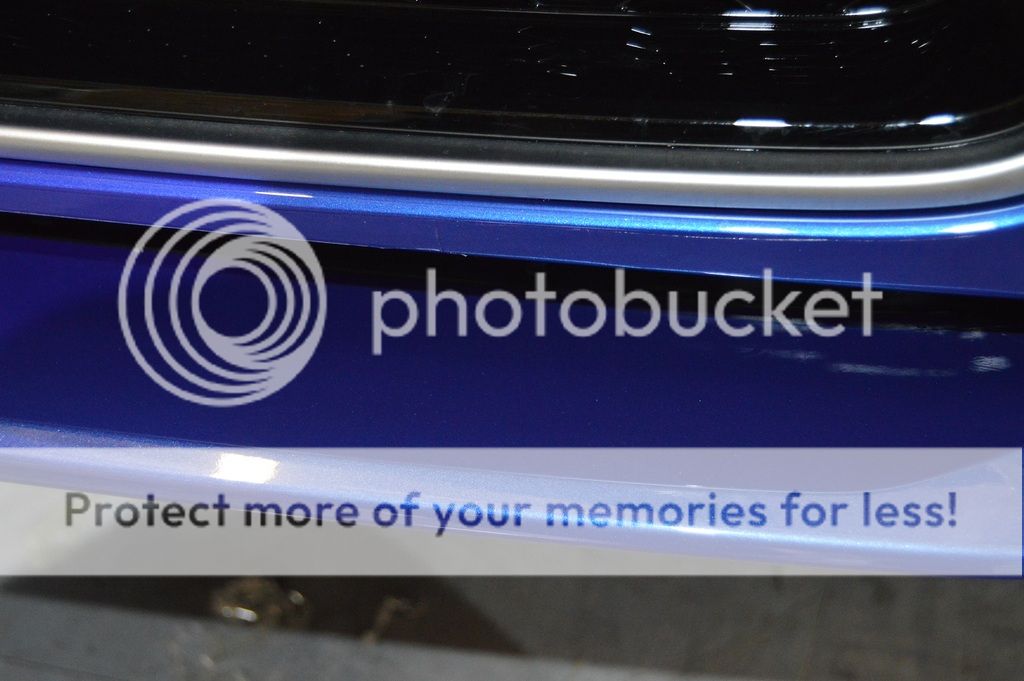 photobucket
Protect more of your memories for less!